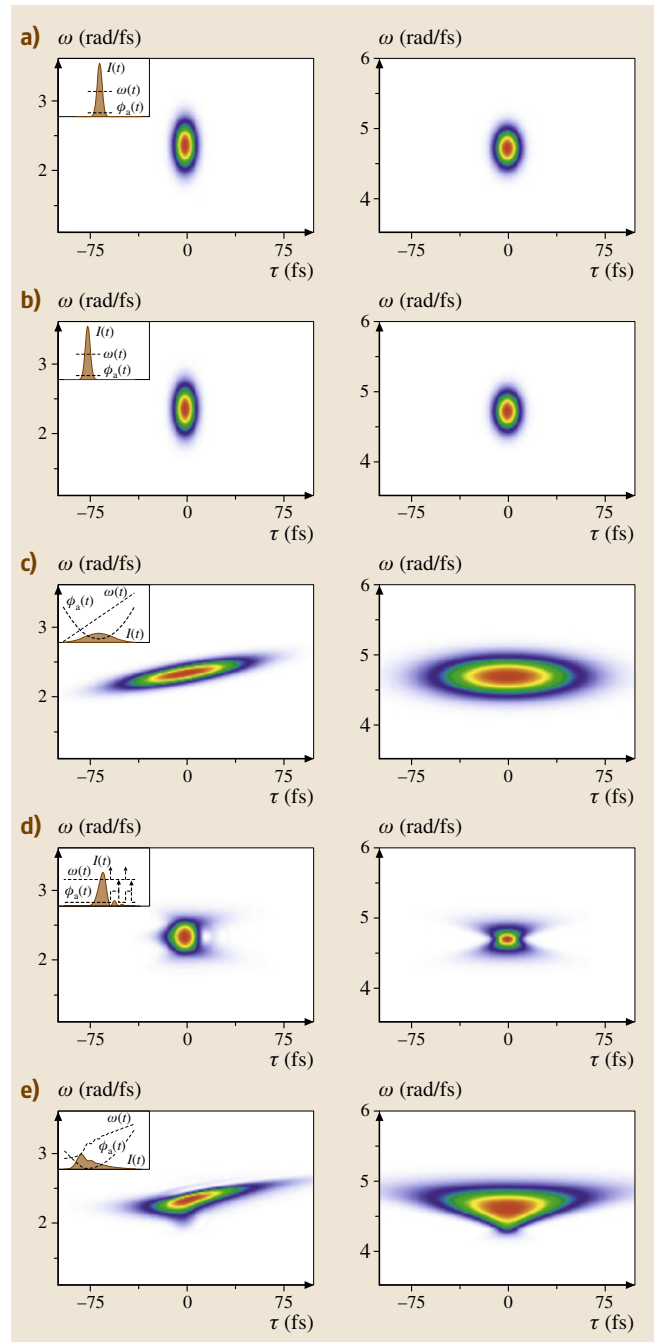 a) ω (rad/fs) ω (rad/fs)
I(t)
ω(t)
ϕa(t)
3
2
6
5
4
−75 0 75 −75 0 75
τ (fs) τ (fs)
b) ω (rad/fs) ω (rad/fs)
I(t)
ω(t)
ϕa(t)
3
2
6
5
4
−75 0 75 −75 0 75
τ (fs) τ (fs)
c) ω (rad/fs) ω (rad/fs)
ϕa(t) ω(t)
I(t)
3
2
6
5
4
−75 0 75 −75 0 75
τ (fs) τ (fs)
d) ω (rad/fs) ω (rad/fs)
I(t)
ω(t)
ϕa(t)
3
2
6
5
4
−75 0 75 −75 0 75
τ (fs) τ (fs)
e) ω (rad/fs) ω (rad/fs)
ω(t)
ϕa(t)
I(t)
3
2
6
5
4
−75 0 75 −75 0 75
τ (fs) τ (fs)